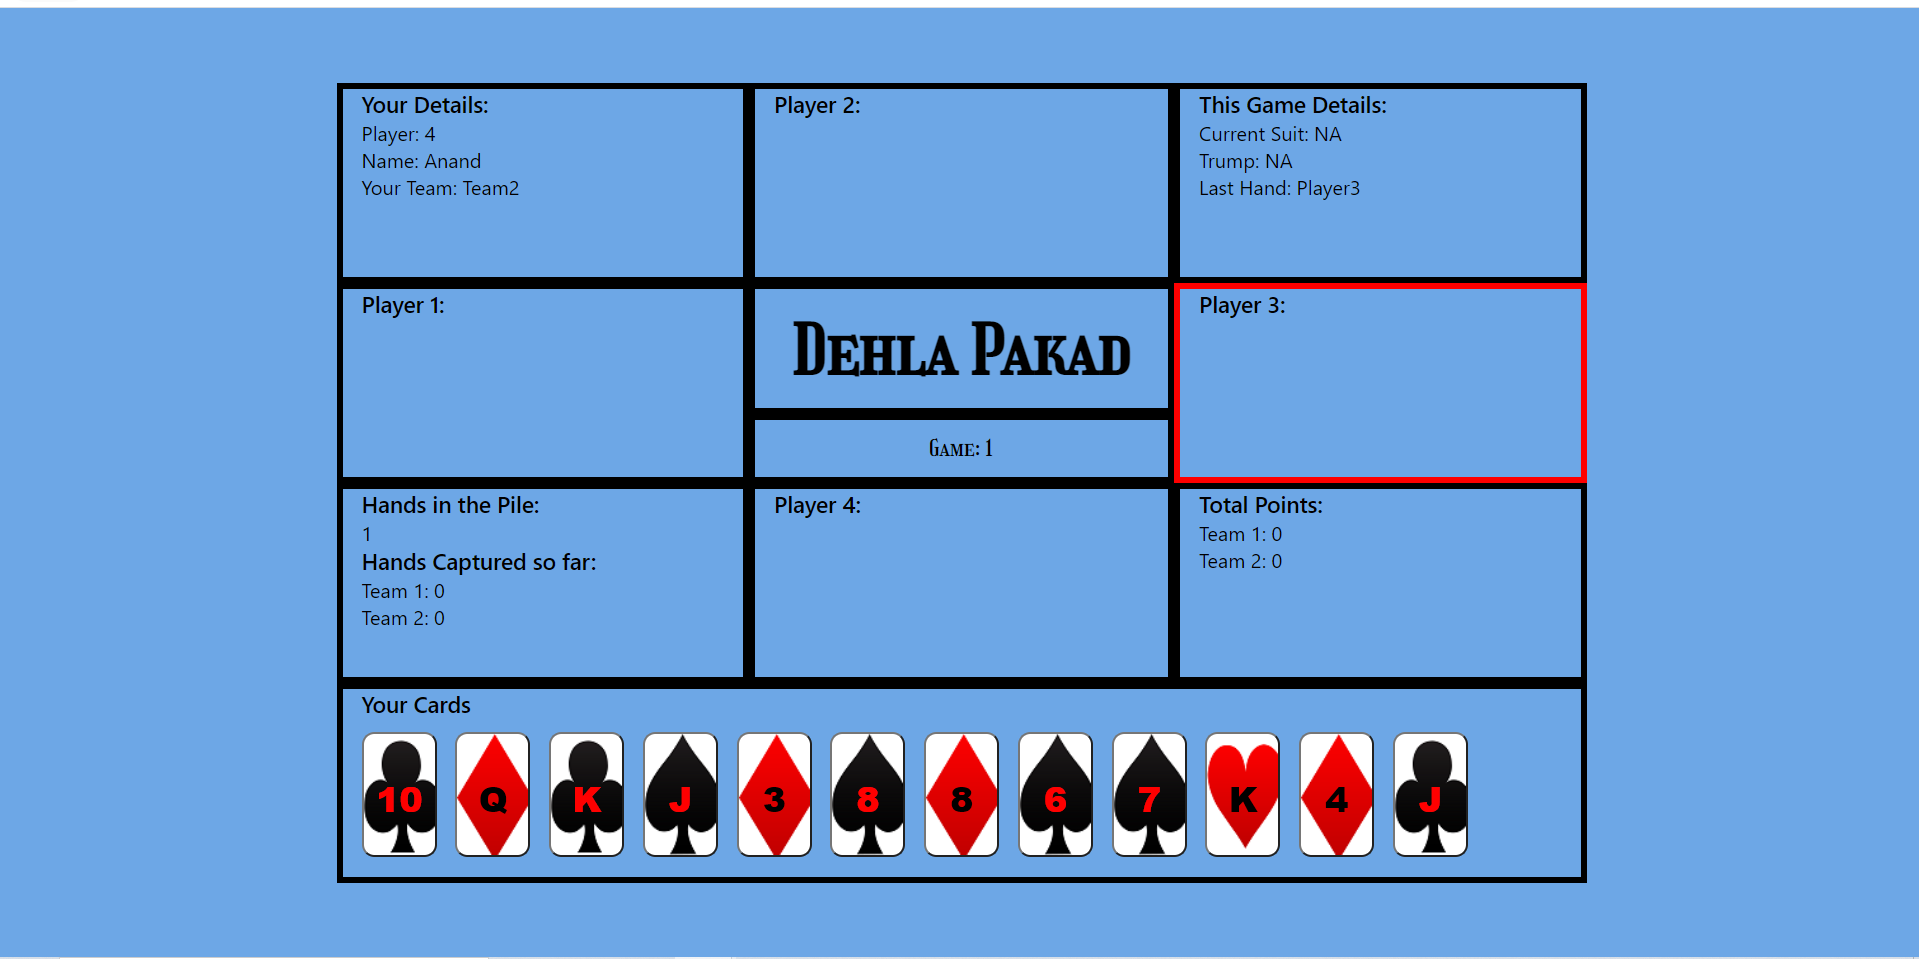 Your Details:
Player: 4
Name: Anand
Your Team: Team2
Player 2:
This Game Details:
Current Suit: NA
Trump: NA
Last Hand: Player3
Player 1:
Dehla Pakad
Game: 1
Player 3:
Hands in the Pile:
1
Hands Captured so far:
Team 1: 0
Team 2: 0
Player 4:
Total Points:
Team 1: 0
Team 2: 0
Your Cards
10 Q K J 3 8 8 6 7 K 4 J